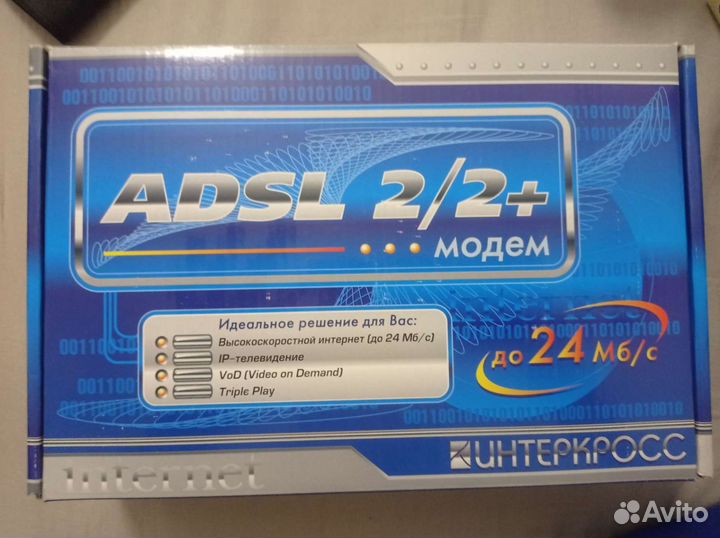 ADSL 2/2+
модем
Идеальное решение для Вас:
Высокоскоростной интернет (до 24 Мб/с)
IP-телевидение
VoD (Video on Demand)
Triple Play
internet
до 24 Мб/с
internet
ИНТЕРКРОСС
Avito